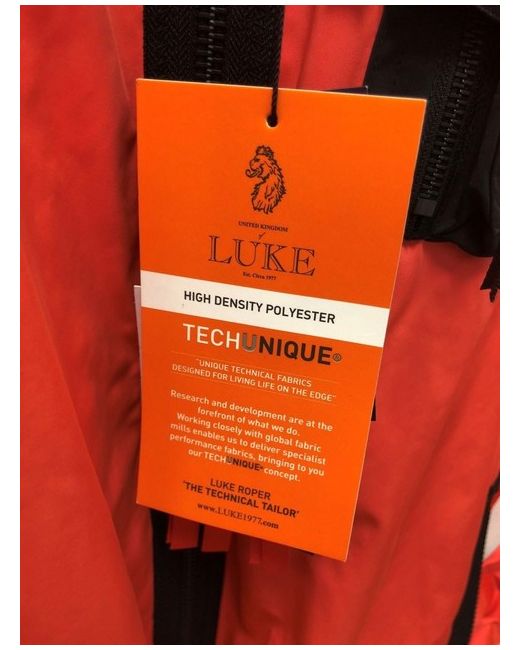 UNITED KINGDOM
of
LUKE
Est. Circa 1977
HIGH DENSITY POLYESTER
TECHUNIQUE®
"UNIQUE TECHNICAL FABRICS
DESIGNED FOR LIVING LIFE ON THE EDGE"
Research and development are at the
forefront of what we do.
Working closely with global fabric
mills enables us to deliver specialist
performance fabrics, bringing to you
our TECHUNIQUE® concept.
LUKE ROPER
'THE TECHNICAL TAILOR'
www.LUKE1977.com